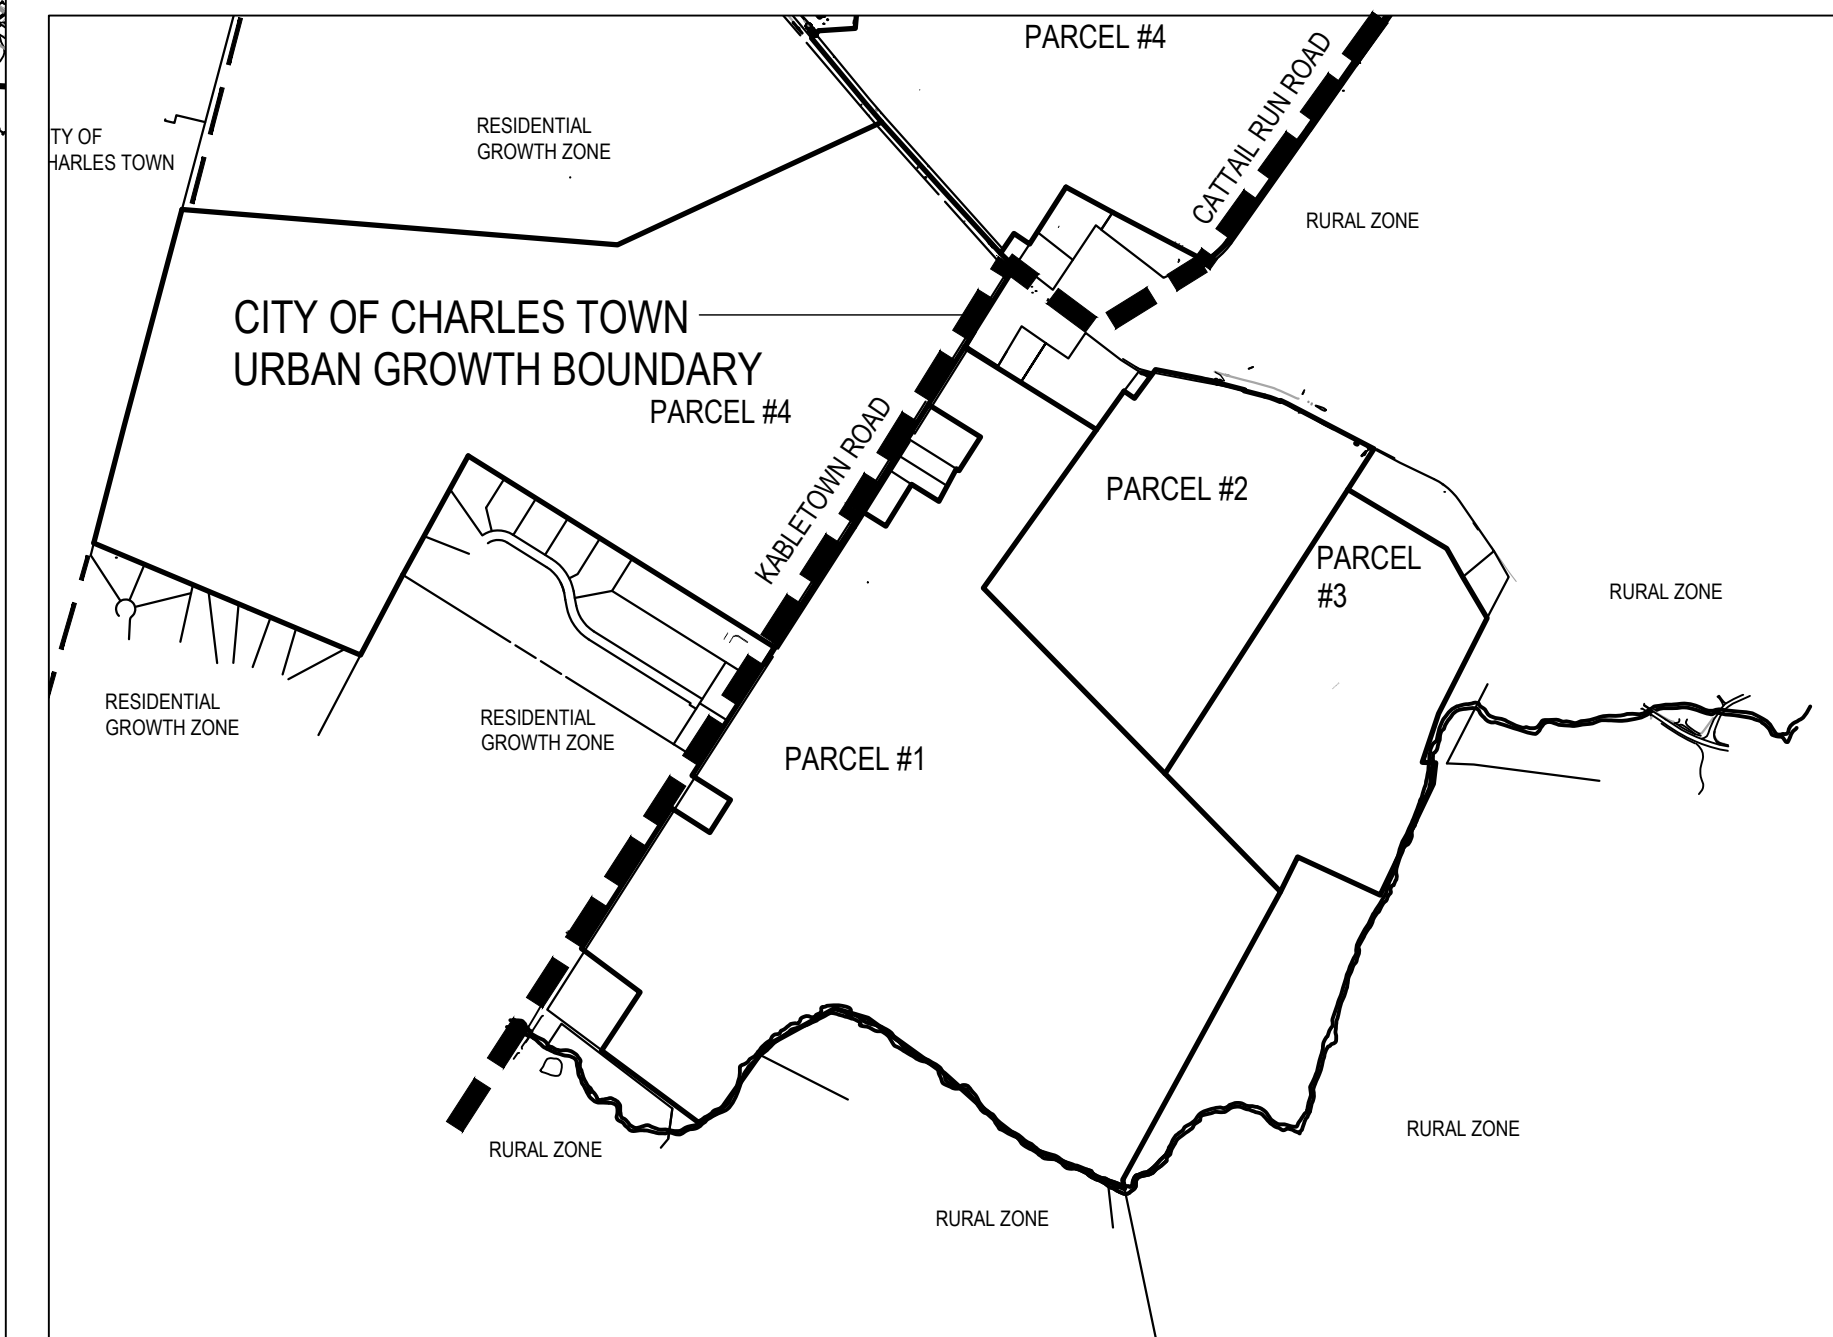 PARCEL #4
CATTAIL RUN ROAD
RESIDENTIAL
GROWTH ZONE
TY OF
HARLES TOWN
RURAL ZONE
CITY OF CHARLES TOWN
URBAN GROWTH BOUNDARY
PARCEL #4
KABLETOWN ROAD
PARCEL #2
PARCEL
#3
RURAL ZONE
RESIDENTIAL
GROWTH ZONE
RESIDENTIAL
GROWTH ZONE
PARCEL #1
RURAL ZONE
RURAL ZONE
RURAL ZONE